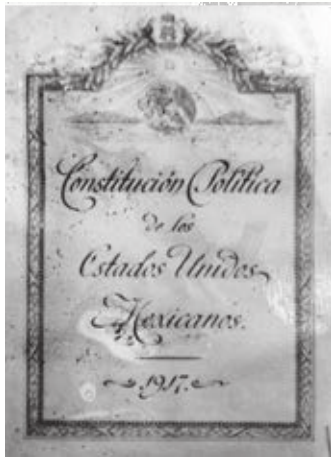 Constitución Política
de los
Estados Unidos
Mexicanos.
1917.